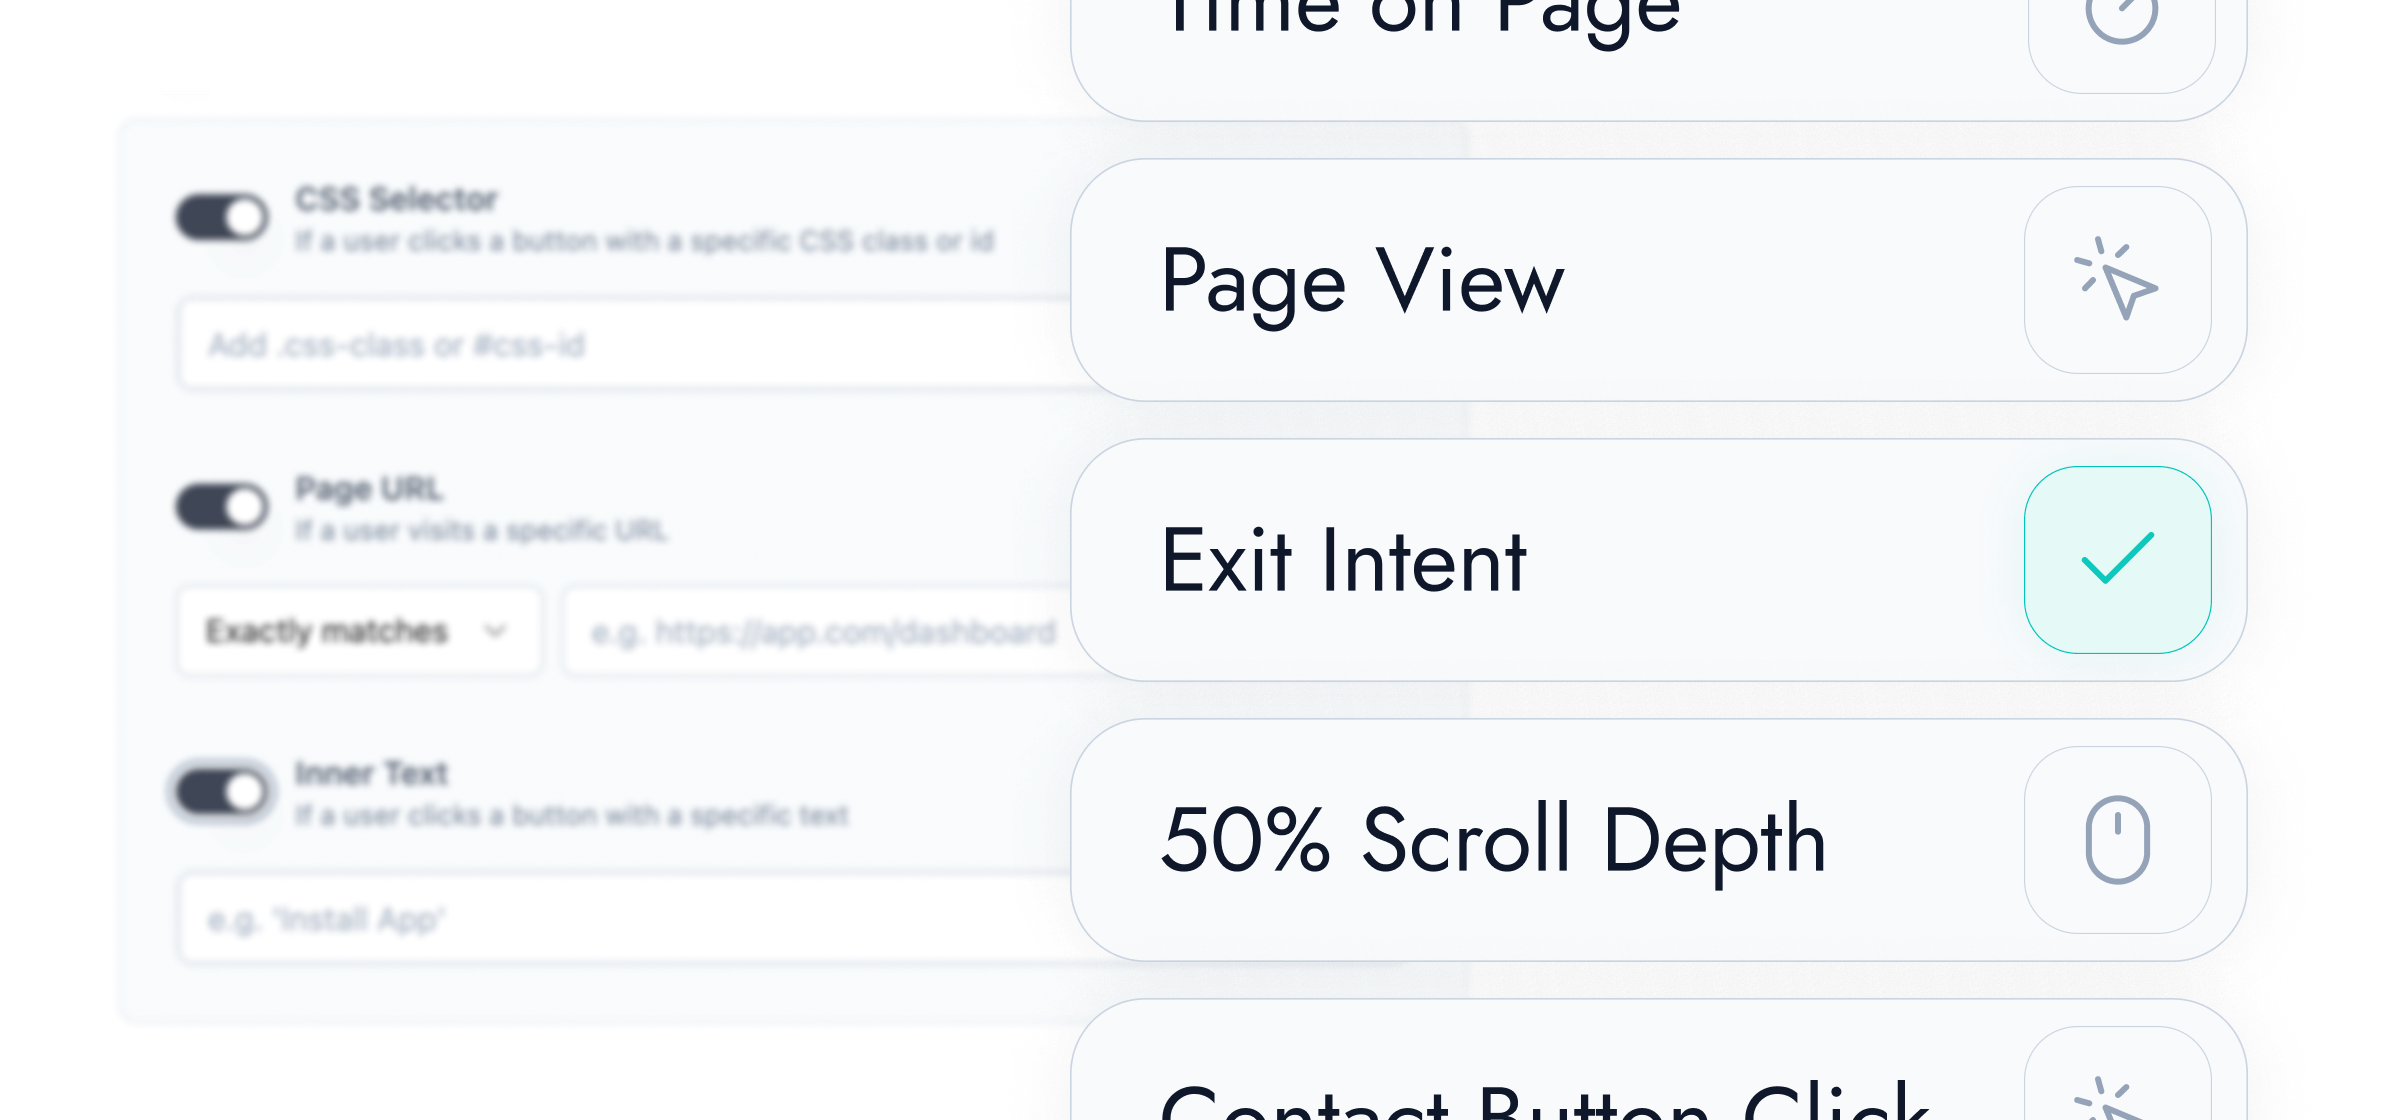 CSS Selector
If a user clicks a button with a specific CSS class or id
Add .css-class or #css-id
Page URL
If a user visits a specific URL
Exactly matches
e.g. https://app.com/dashboard
Inner Text
If a user clicks a button with a specific text
e.g. 'Install App'
Time on Page
Page View
Exit Intent
50% Scroll Depth
Contact Button Click